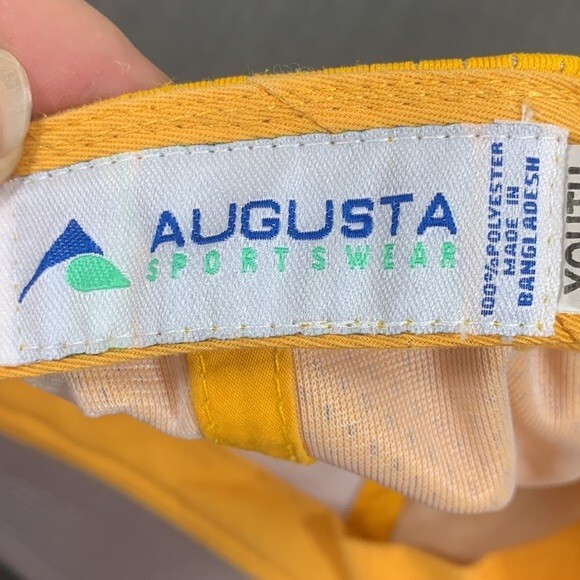 AUGUSTA
SPORTSWEAR
100% POLYESTER
MADE IN
BANGLADESH
YOUTH